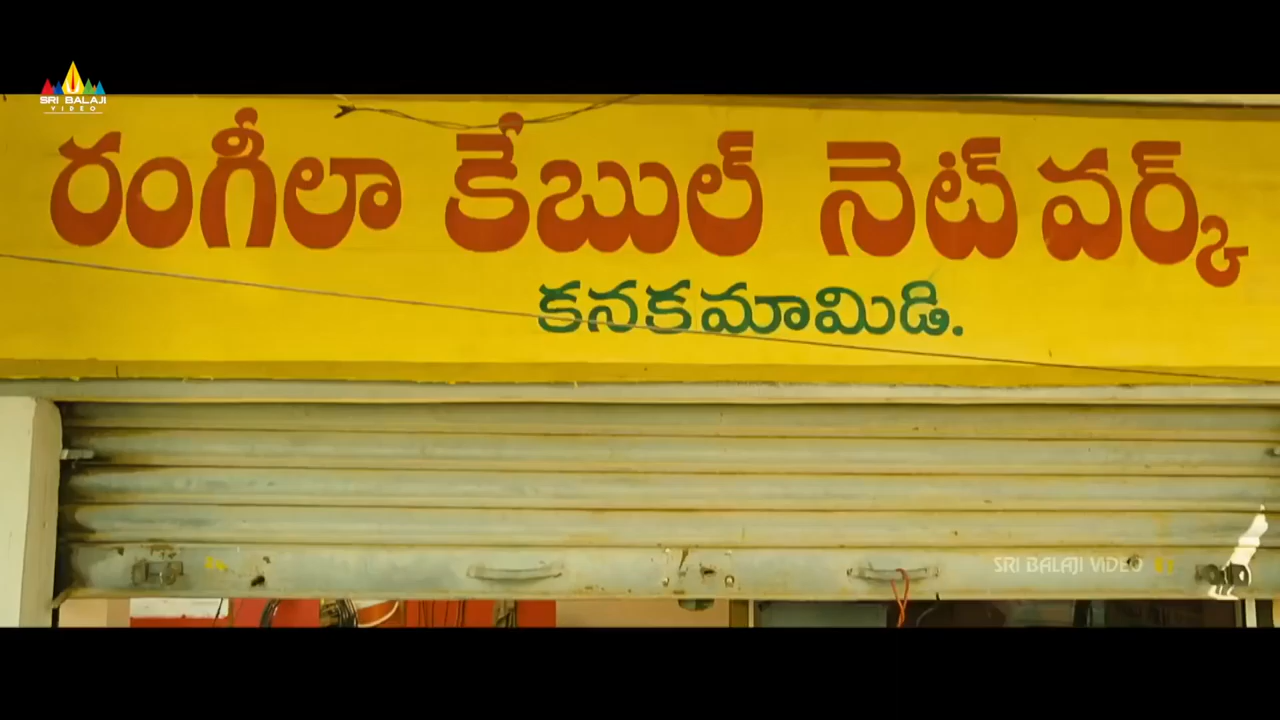 SRI BALAJI
VIDEO
రంగీలా కేబుల్ నెట్ వర్క్
కనకమామిడి.
SRI BALAJI VIDEO